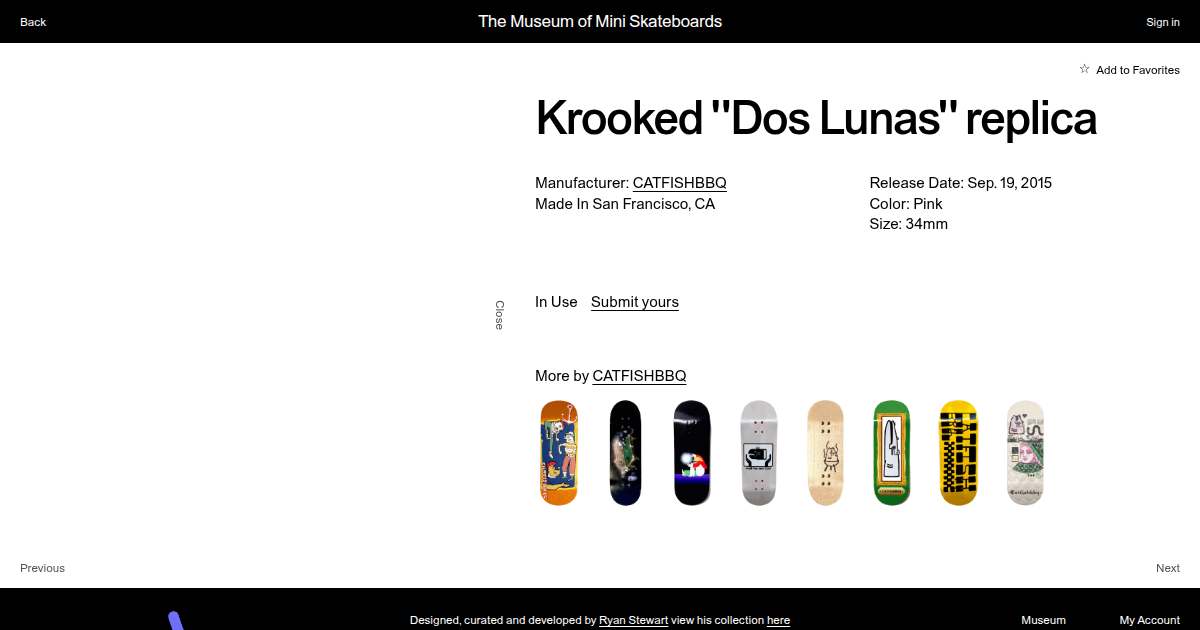 Back
The Museum of Mini Skateboards
Sign in
☆ Add to Favorites
Krooked "Dos Lunas" replica
Manufacturer: CATFISHBBQ
Made In San Francisco, CA
Release Date: Sep. 19, 2015
Color: Pink
Size: 34mm
Close
In Use Submit yours
More by CATFISHBBQ
Previous
Next
Designed, curated and developed by Ryan Stewart view his collection here
Museum
My Account